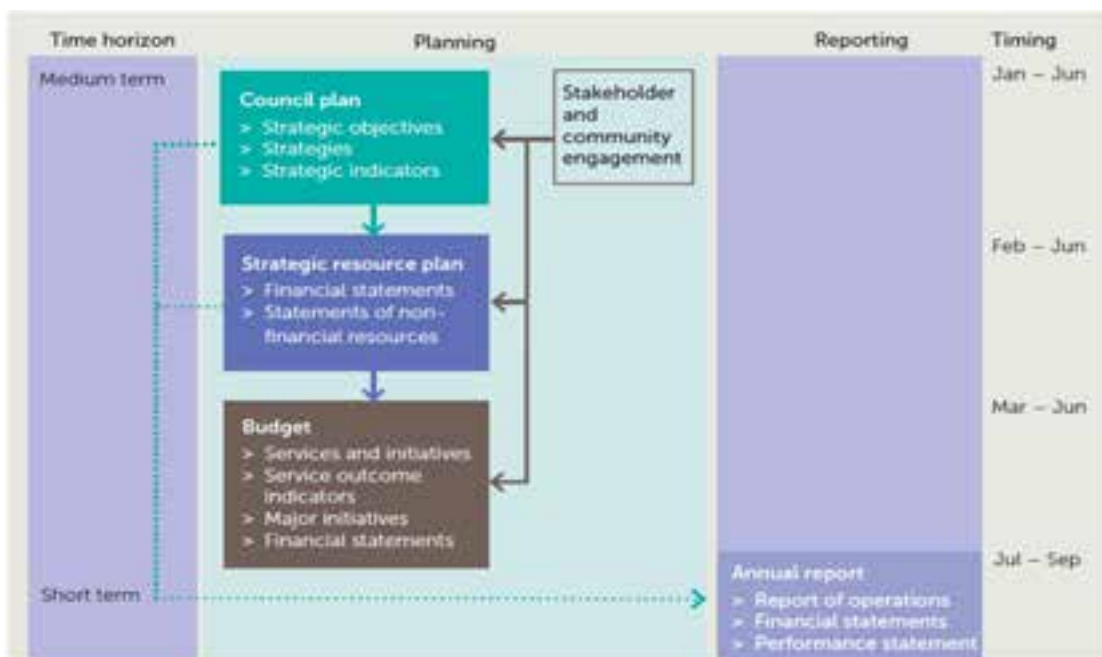 Time horizon
Planning
Reporting
Timing
Medium term
Jan – Jun
Council plan
> Strategic objectives
> Strategies
> Strategic indicators
Stakeholder
and
community
engagement
Feb – Jun
Strategic resource plan
> Financial statements
> Statements of non-
financial resources
Mar – Jun
Budget
> Services and initiatives
> Service outcome
indicators
> Major initiatives
> Financial statements
Jul – Sep
Short term
Annual report
> Report of operations
> Financial statements
> Performance statement